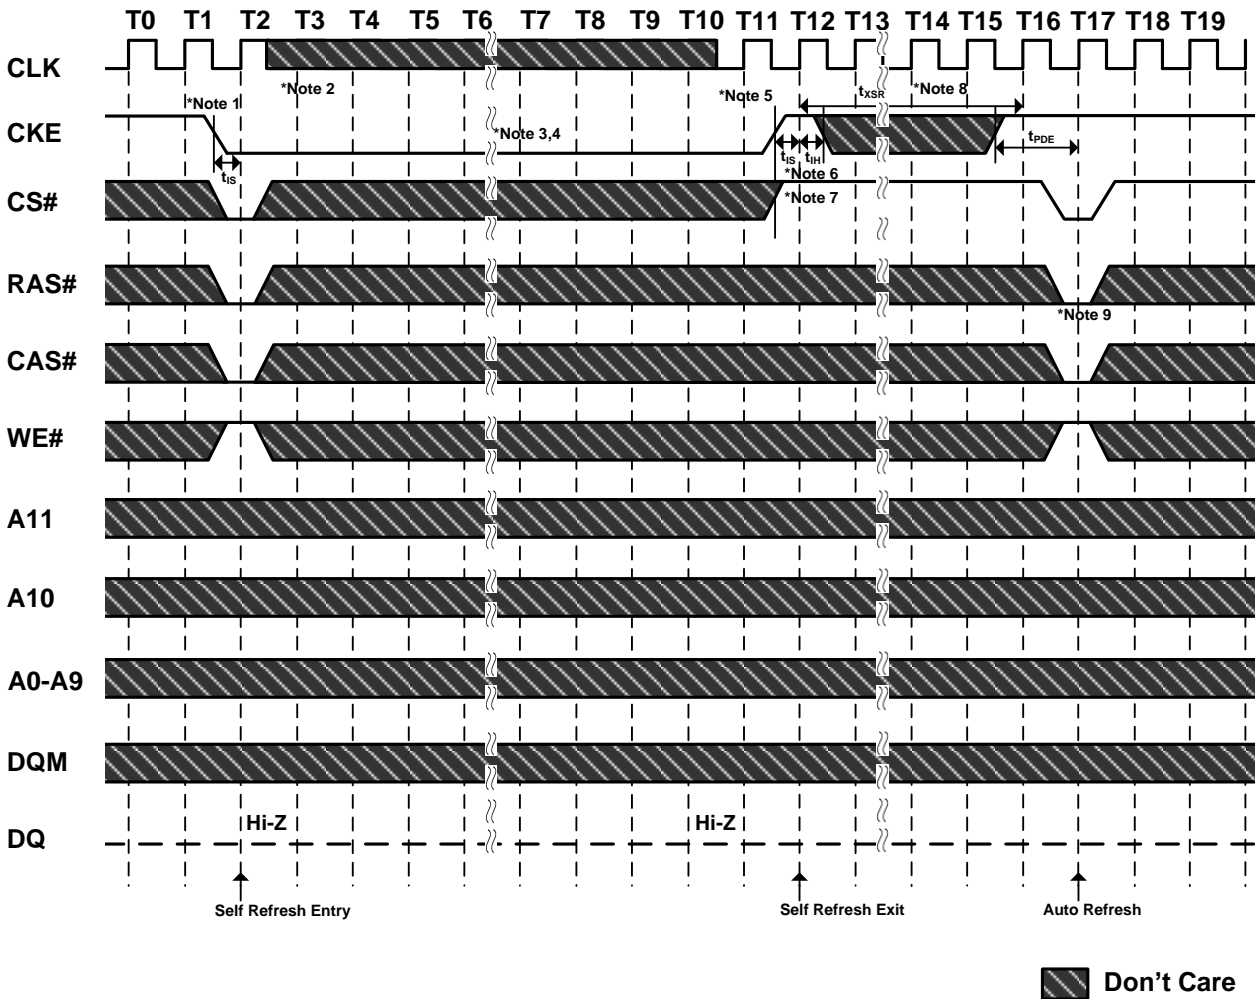 T0 T1 T2 T3 T4 T5 T6 T7 T8 T9 T10 T11 T12 T13 T14 T15 T16 T17 T18 T19
CLK
*Note 2
*Note 5
tXSR
*Note 8
*Note 1
CKE
*Note 3,4
tPDE
tIS
tIS
tIH
*Note 6
CS#
*Note 7
RAS#
*Note 9
CAS#
WE#
A11
A10
A0-A9
DQM
Hi-Z
Hi-Z
DQ
Self Refresh Entry
Self Refresh Exit
Auto Refresh
Don't Care